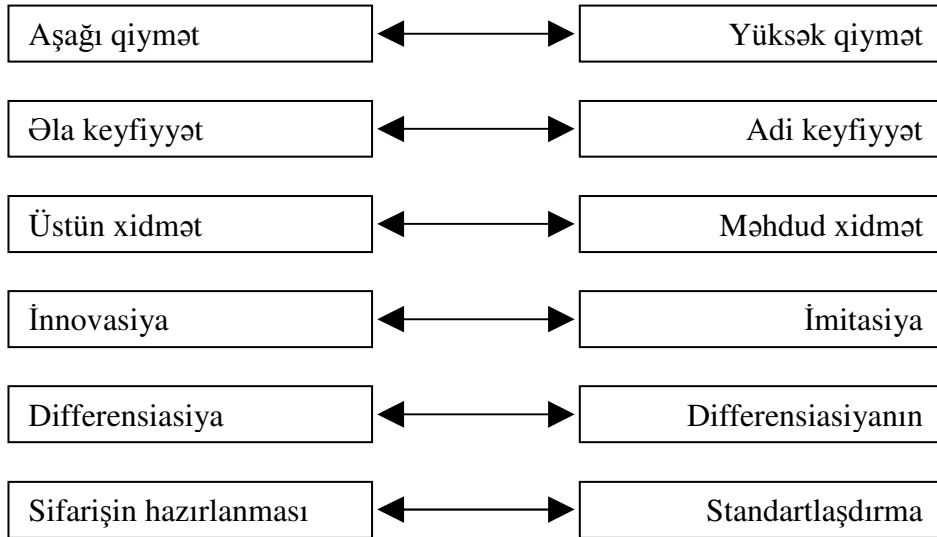 Aşağı qiymət Yüksək qiymət
Əla keyfiyyət Adi keyfiyyət
Üstün xidmət Məhdud xidmət
İnnovasiya İmitasiya
Differensiasiya Differensiasiyanın
Sifarişin hazırlanması Standartlaşdırma